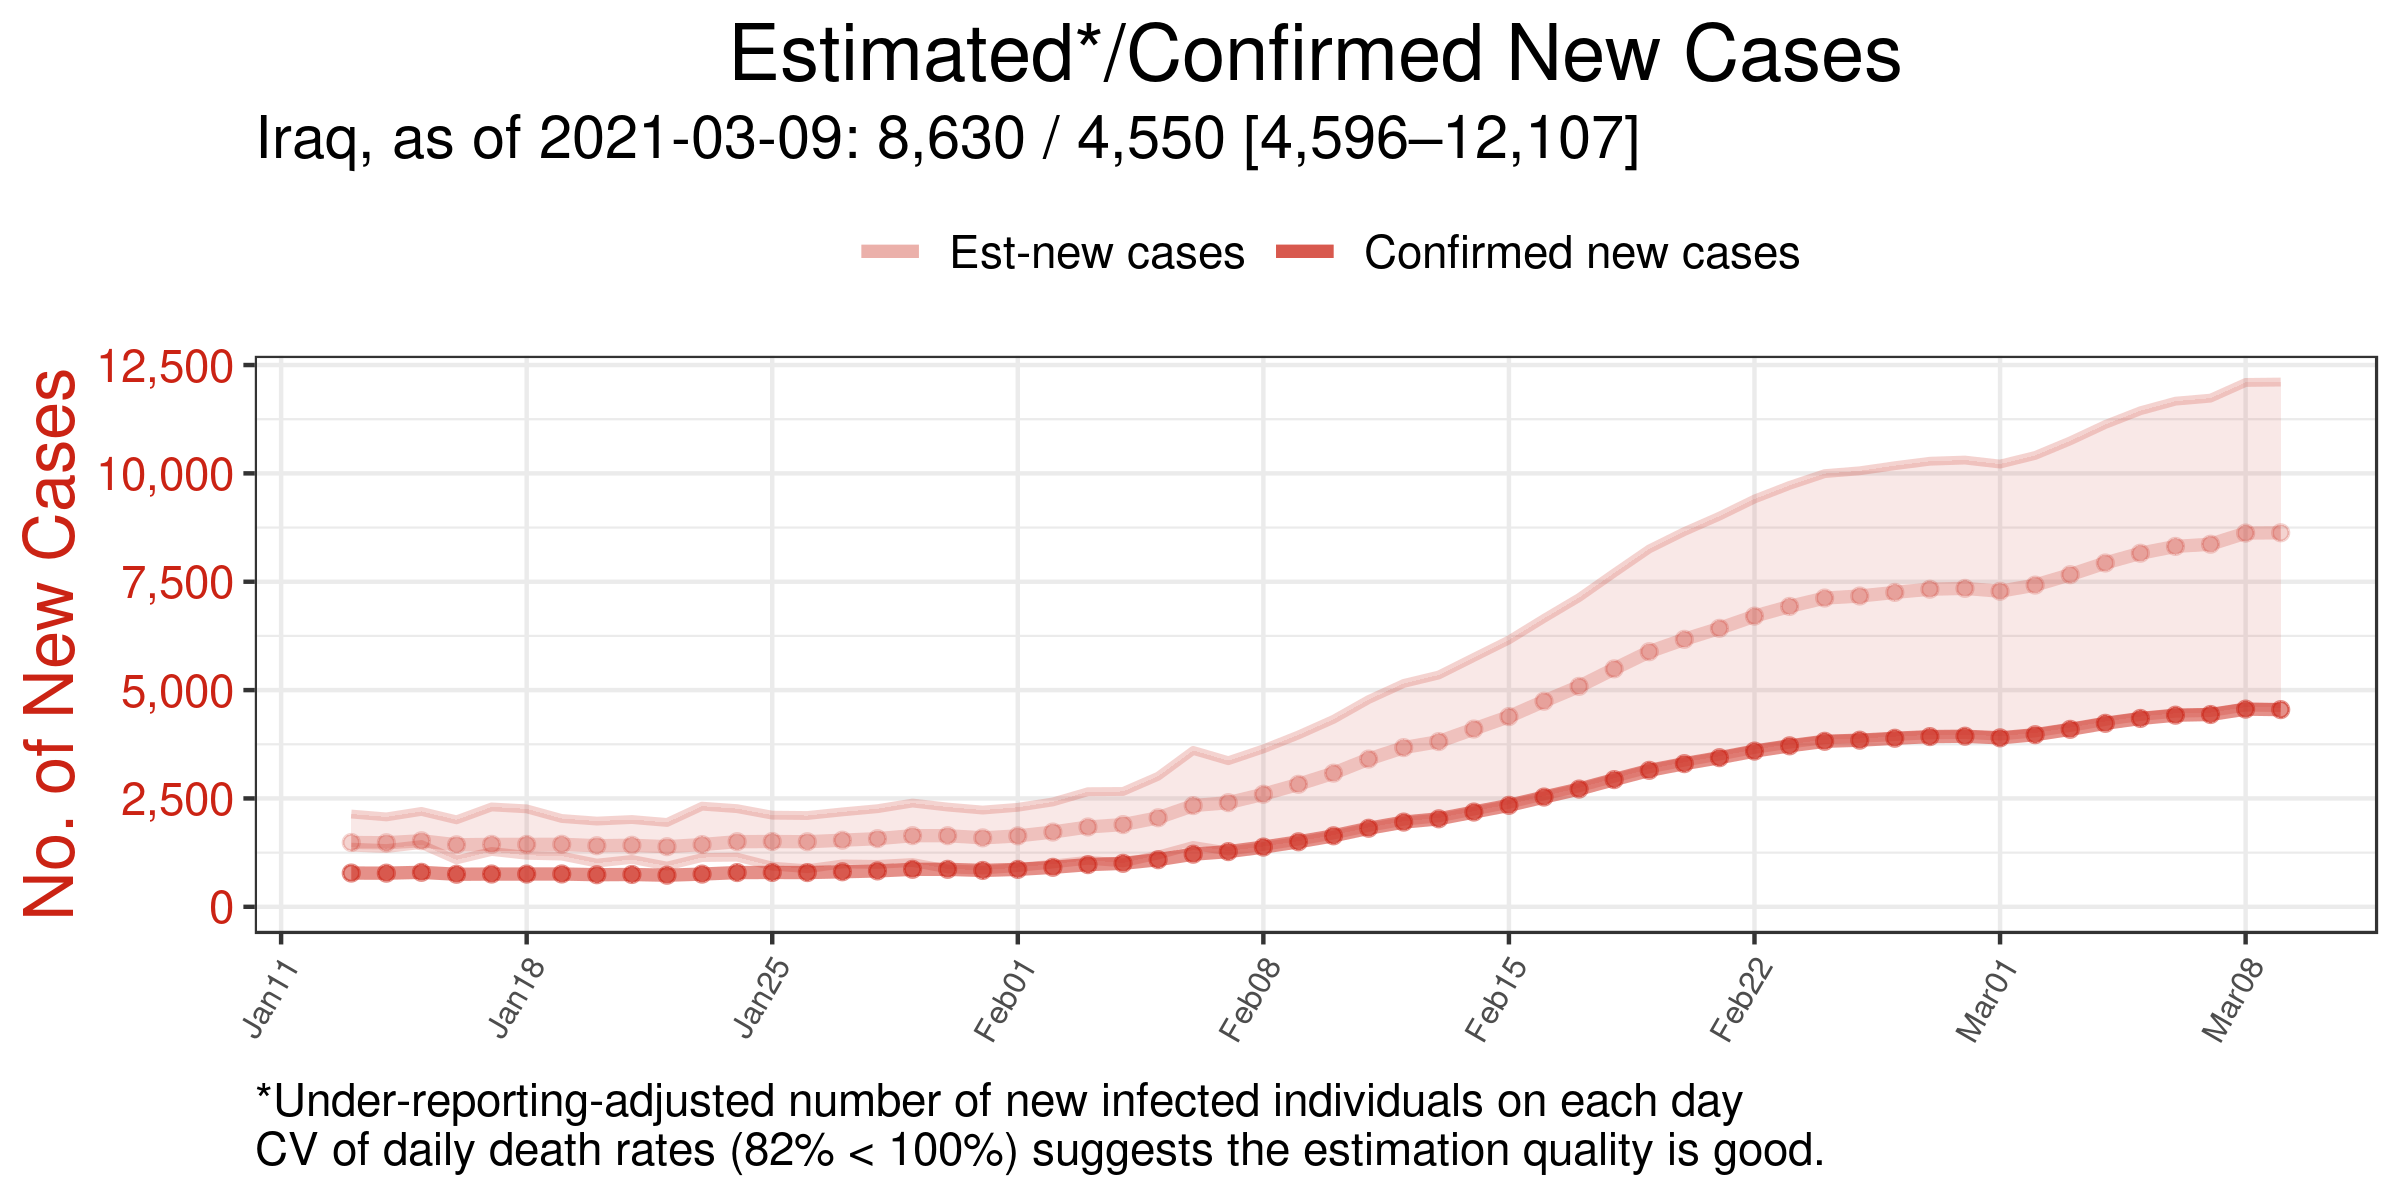 Estimated*/Confirmed New Cases
Iraq, as of 2021-03-09: 8,630 / 4,550 [4,596–12,107]
Est-new cases
Confirmed new cases
No. of New Cases
12,500
10,000
7,500
5,000
2,500
0
Jan11
Jan18
Jan25
Feb01
Feb08
Feb15
Feb22
Mar01
Mar08
*Under-reporting-adjusted number of new infected individuals on each day
CV of daily death rates (82% < 100%) suggests the estimation quality is good.